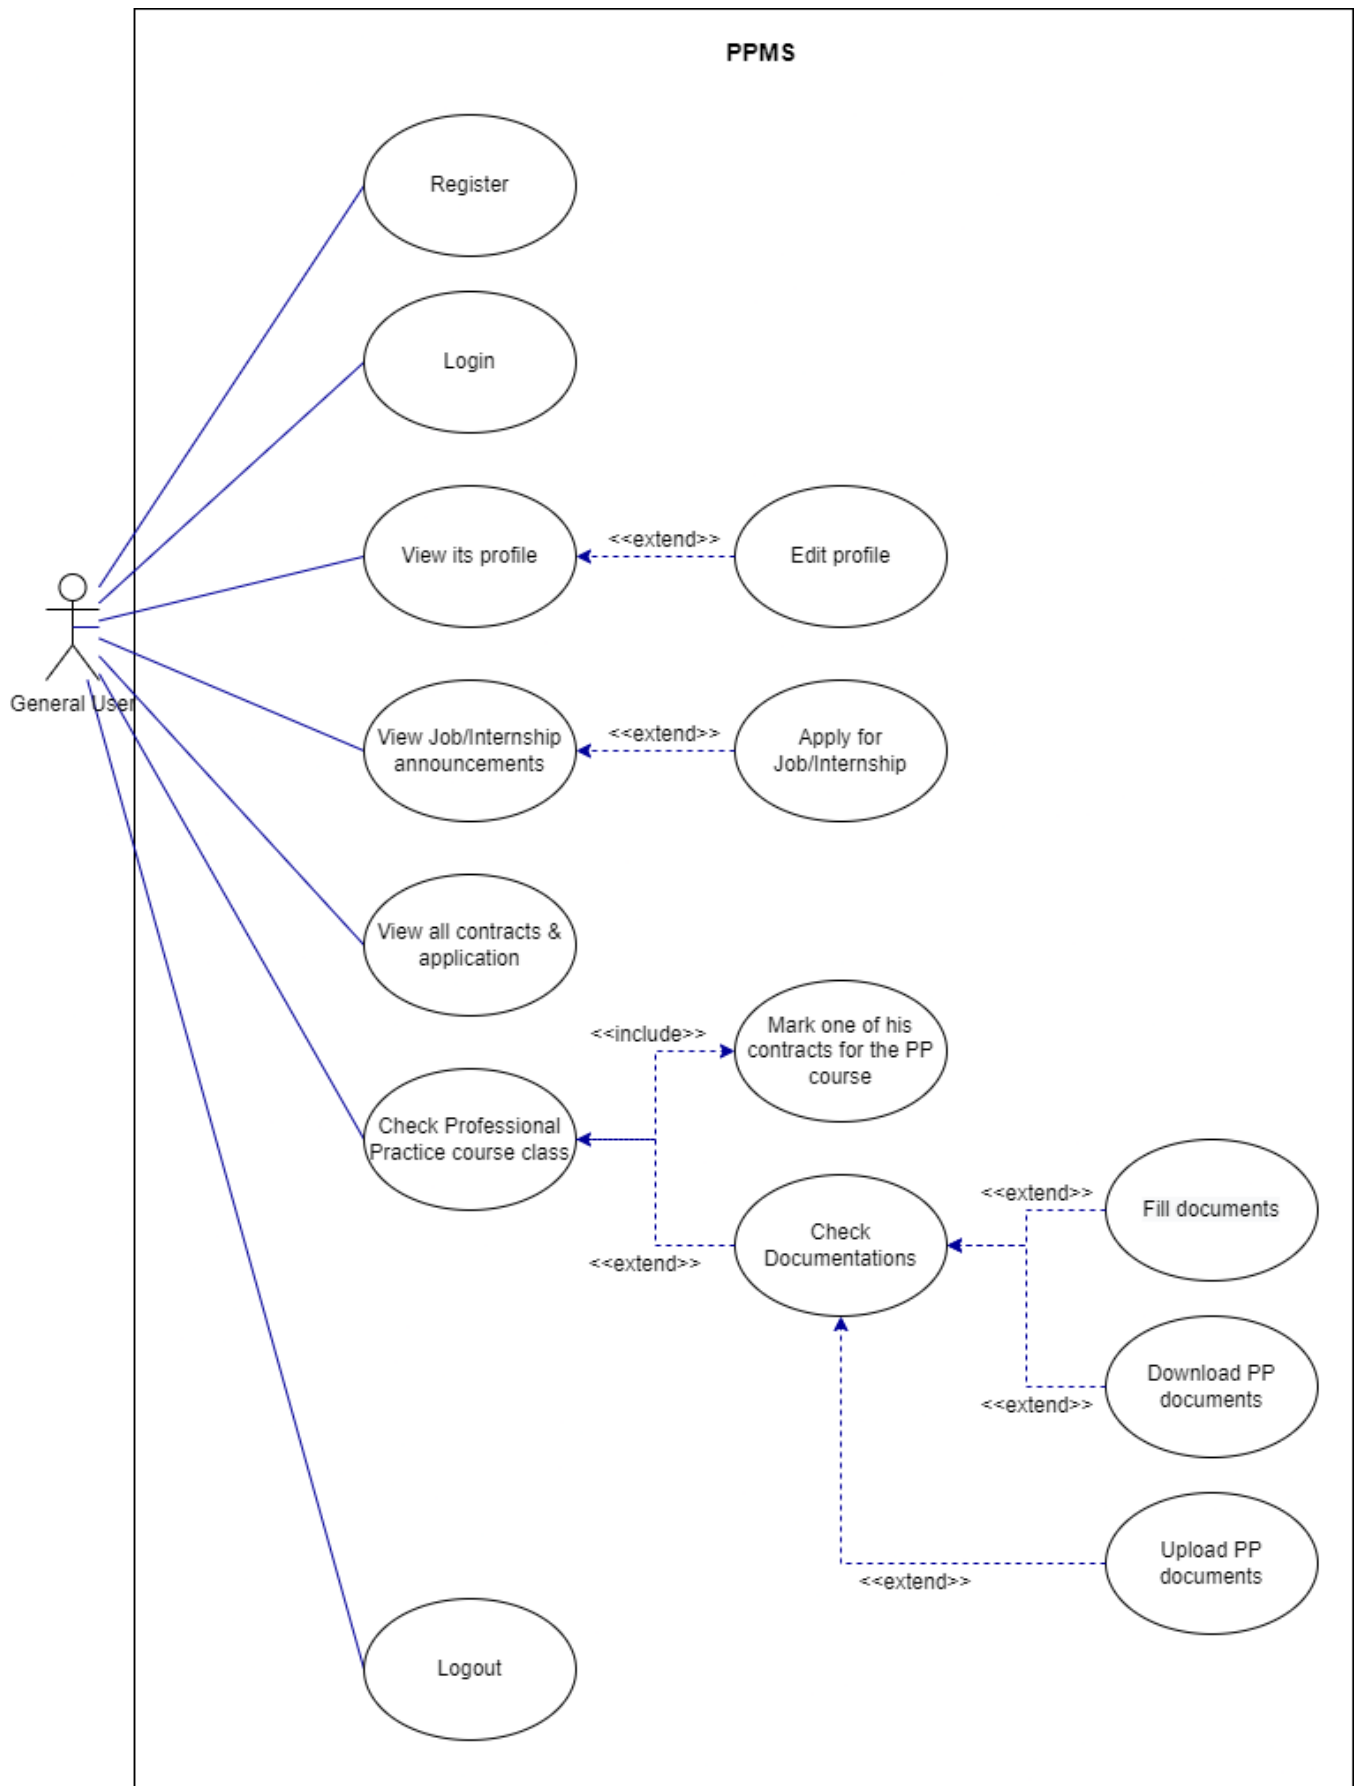 PPMS
Register
Login
View its profile
<<extend>>
Edit profile
General User
View Job/Internship
announcements
<<extend>>
Apply for
Job/Internship
View all contracts &
application
<<include>>
Mark one of his
contracts for the PP
course
Check Professional
Practice course class
<<extend>>
Check
Documentations
<<extend>>
Fill documents
<<extend>>
Download PP
documents
<<extend>>
Upload PP
documents
Logout